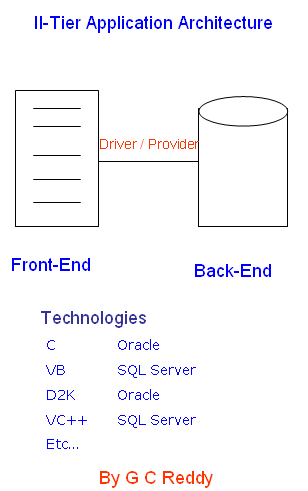 II-Tier Application Architecture
Driver / Provider
Front-End
Back-End
Technologies
C Oracle
VB SQL Server
D2K Oracle
VC++ SQL Server
Etc...
By G C Reddy